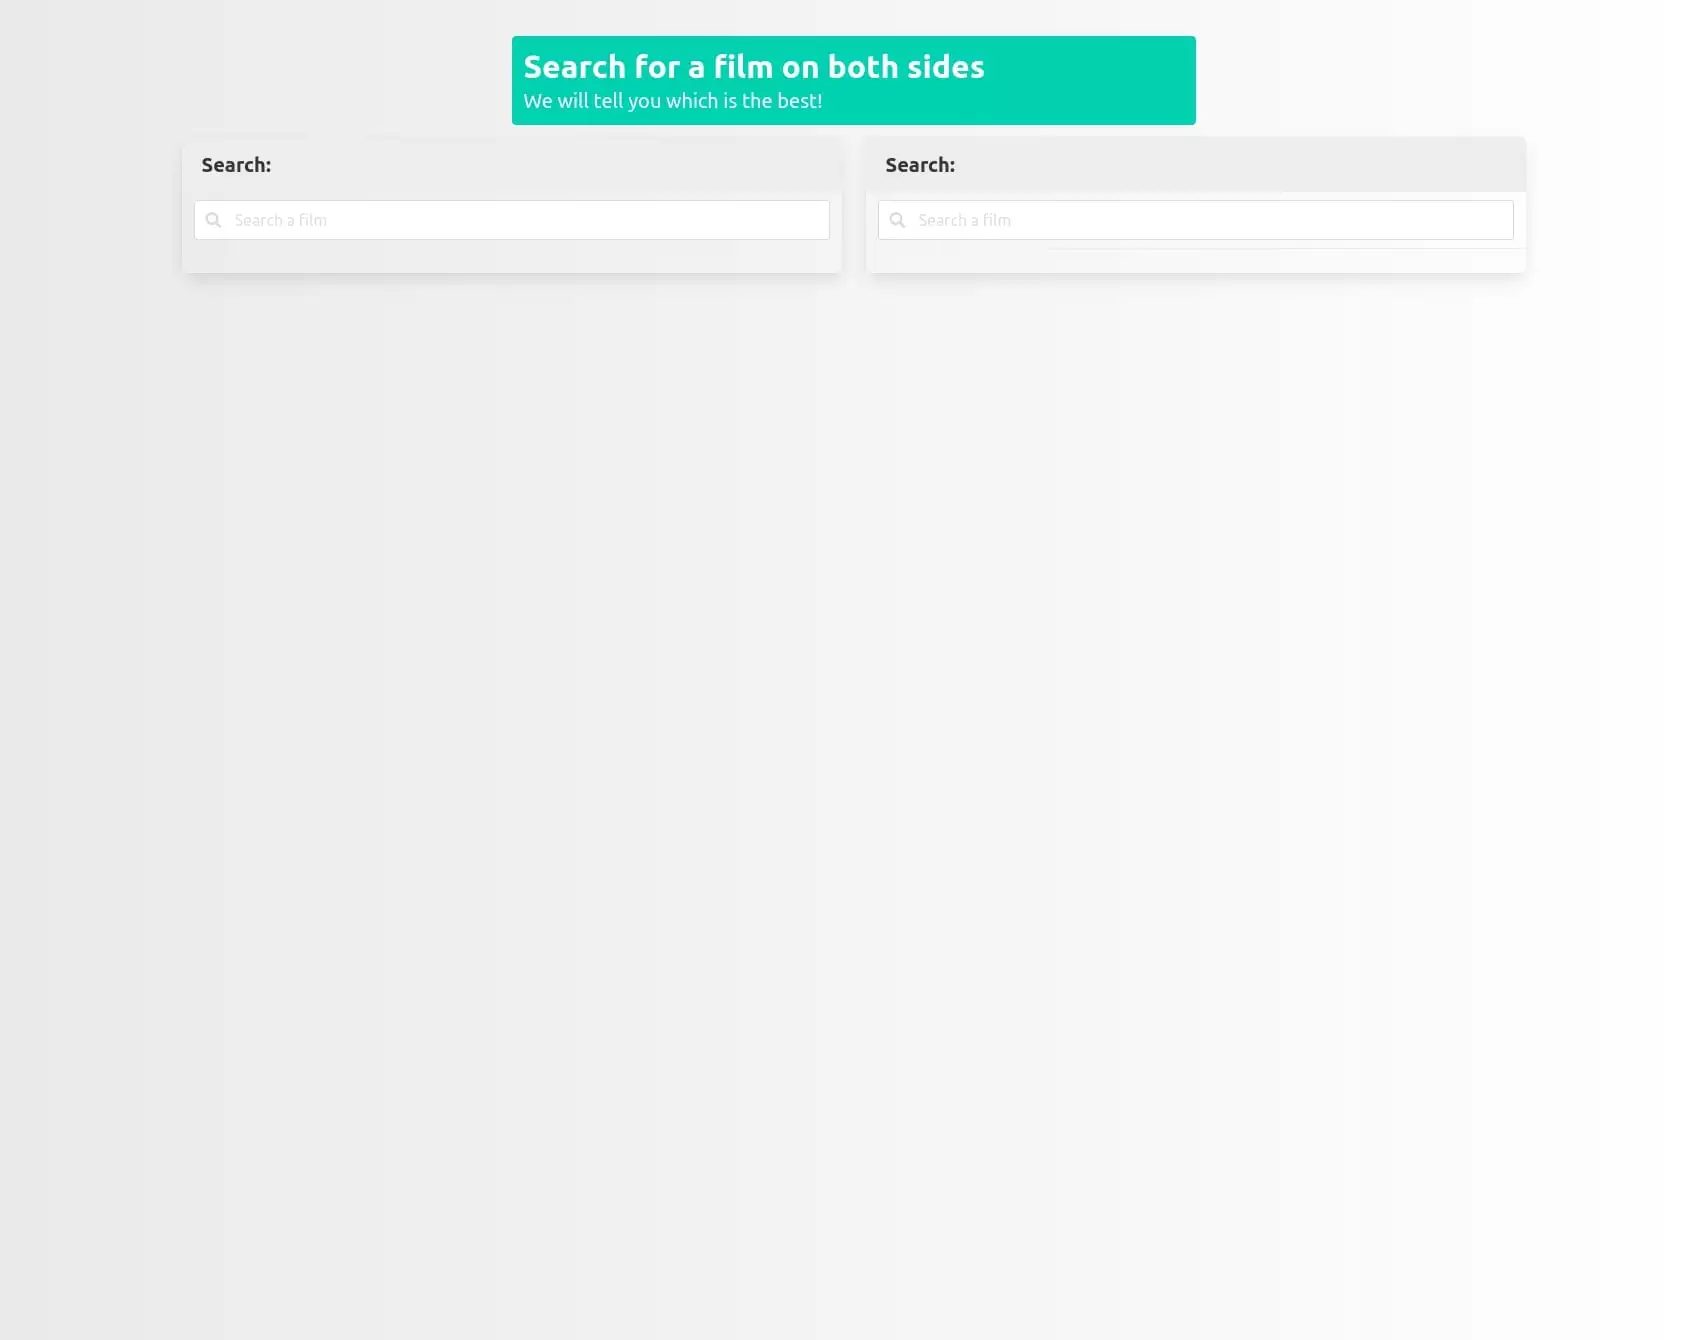 Search for a film on both sides
We will tell you which is the best!
Search:
Search a film
Search:
Search a film